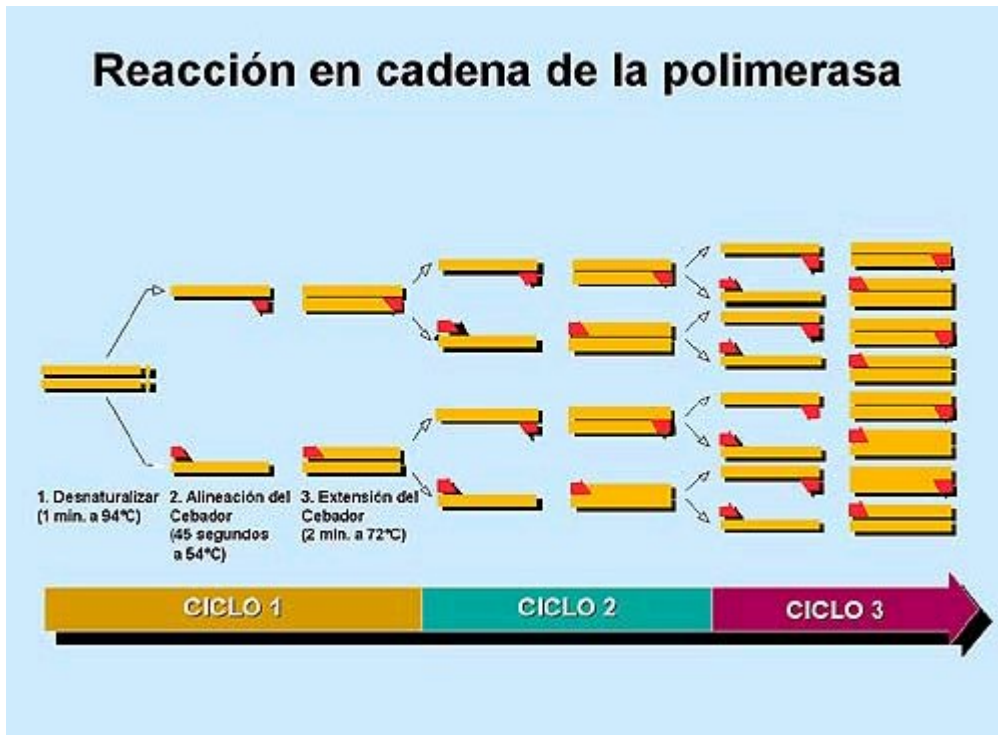 Reacción en cadena de la polimerasa
1. Desnaturalizar
(1 min. a 94°C)
2. Alineación del
Cebador
(45 segundos
a 54°C)
3. Extensión del
Cebador
(2 min. a 72°C)
CICLO 1
CICLO 2
CICLO 3